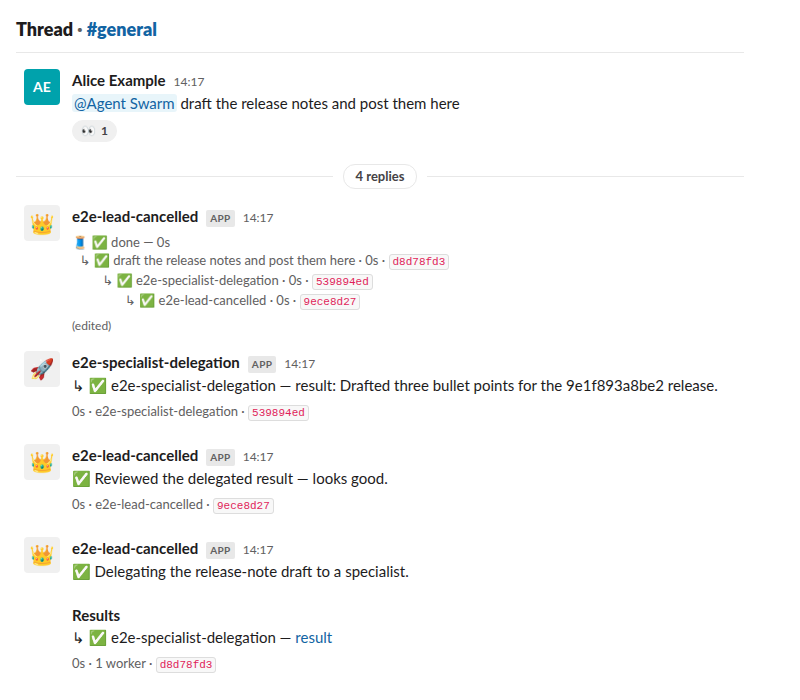 Thread • #general
AE
Alice Example 14:17
@Agent Swarm draft the release notes and post them here
👀 1
4 replies
e2e-lead-cancelled APP 14:17
🧵 ✅ done — 0s
↳ ✅ draft the release notes and post them here · 0s · d8d78fd3
↳ ✅ e2e-specialist-delegation · 0s · 539894ed
↳ ✅ e2e-lead-cancelled · 0s · 9ece8d27
(edited)
e2e-specialist-delegation APP 14:17
↳ ✅ e2e-specialist-delegation — result: Drafted three bullet points for the 9e1f893a8be2 release.
0s · e2e-specialist-delegation · 539894ed
e2e-lead-cancelled APP 14:17
✅ Reviewed the delegated result — looks good.
0s · e2e-lead-cancelled · 9ece8d27
e2e-lead-cancelled APP 14:17
✅ Delegating the release-note draft to a specialist.
Results
↳ ✅ e2e-specialist-delegation — result
0s · 1 worker · d8d78fd3